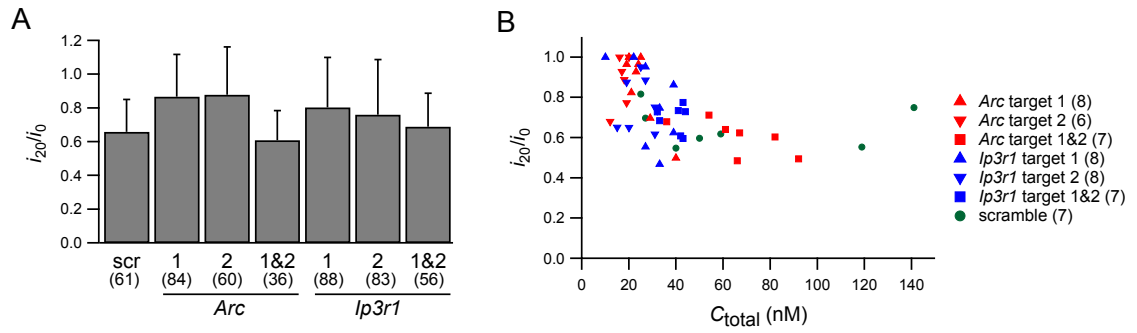 A
i20/i0
1.2
1.0
0.8
0.6
0.4
0.2
0.0
scr 1 2 1&2 1 2 1&2
(61) (84) (60) (36) (88) (83) (56)
Arc Ip3r1
B
i20/i0
1.0
0.8
0.6
0.4
0.2
0.0
0 20 40 60 80 100 120 140
Ctotal (nM)
Arc target 1 (8)
Arc target 2 (6)
Arc target 1&2 (7)
Ip3r1 target 1 (8)
Ip3r1 target 2 (8)
Ip3r1 target 1&2 (7)
scramble (7)